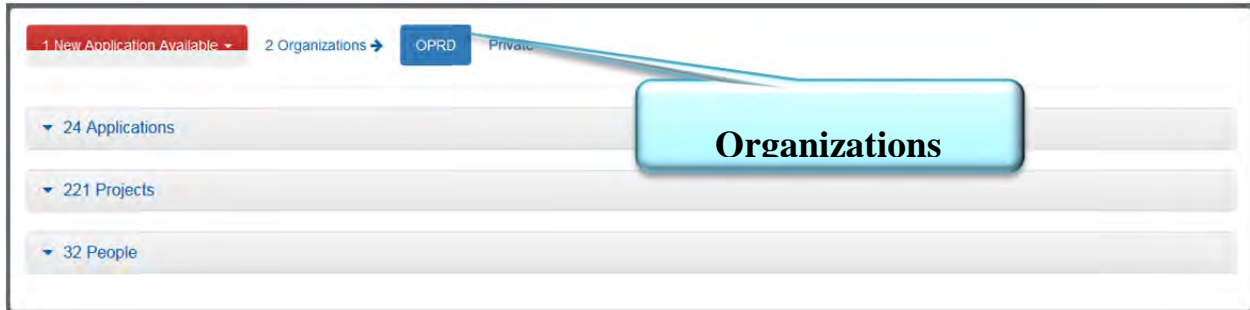 1 New Application Available 2 Organizations → OPRD Private
Organizations
24 Applications
221 Projects
32 People